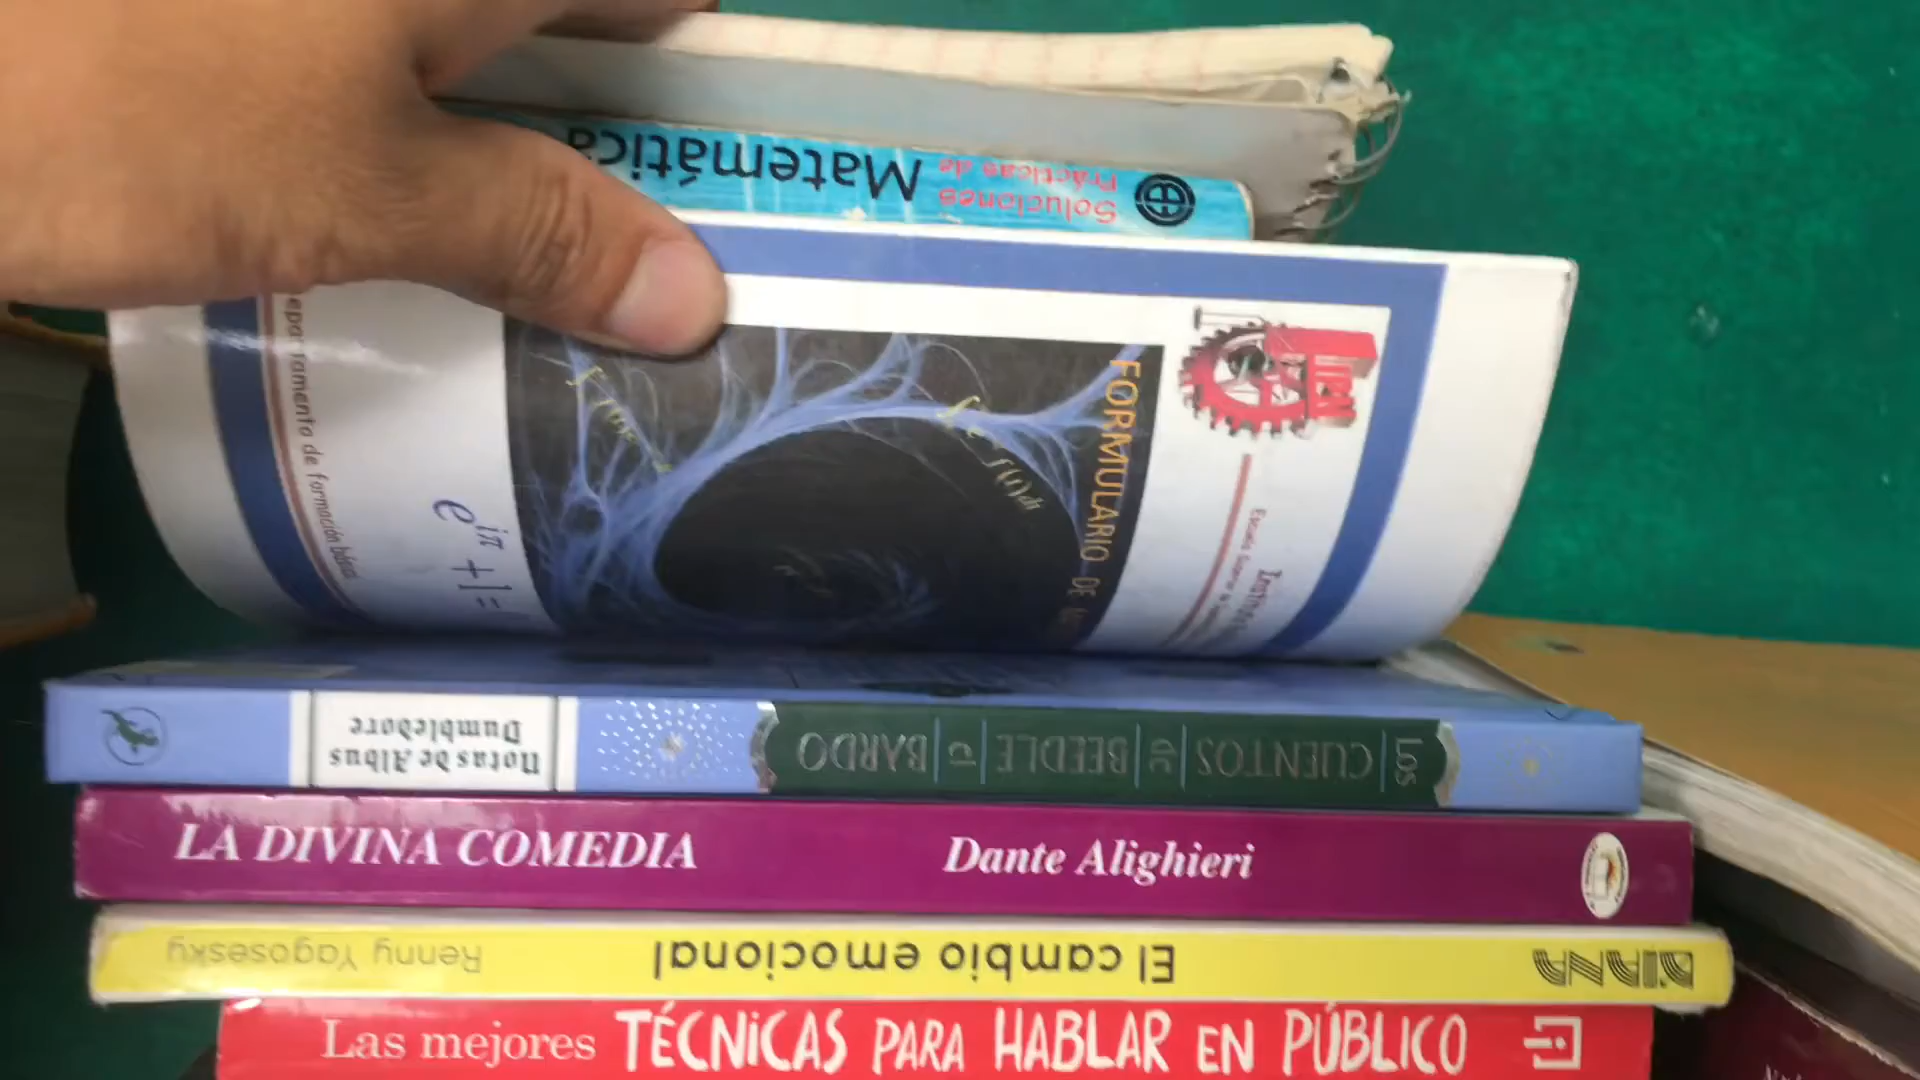 Soluciones
Prácticas de
Matemática
FORMULARIO DE
e^{iπ} + 1 =
de formación básica
Notas de Albus
Dumbledore
LOS CUENTOS de BEEDLE el BARDO
LA DIVINA COMEDIA Dante Alighieri
DIANA El cambio emocional Renny Yagosesky
Las mejores TÉCNiCAS PARA HABLAR EN PÚBLICO